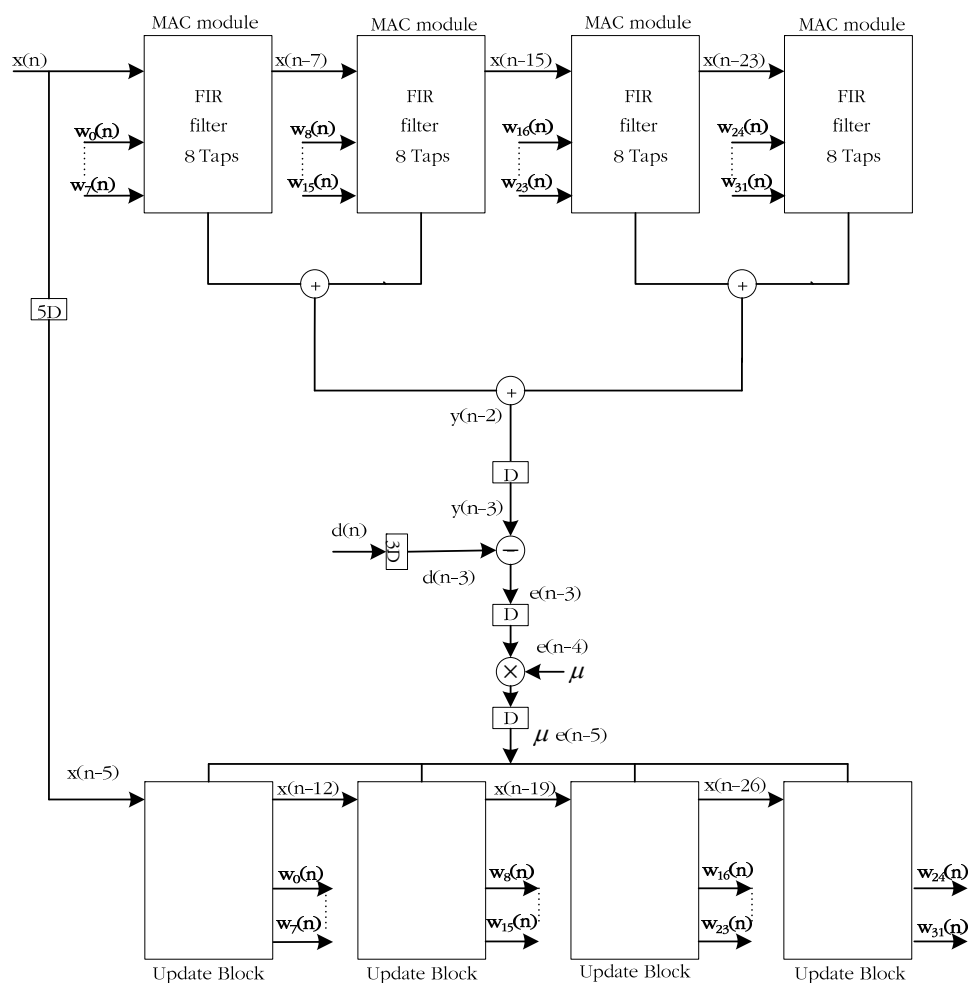 MAC module MAC module MAC module MAC module
x(n) x(n-7) x(n-15) x(n-23)
FIR filter 8 Taps
FIR filter 8 Taps
FIR filter 8 Taps
FIR filter 8 Taps
w₀(n) w₈(n) w₁₆(n) w₂₄(n)
w₇(n) w₁₅(n) w₂₃(n) w₃₁(n)
+ +
5D
+
y(n-2)
D
y(n-3)
d(n) 3D −
d(n-3)
e(n-3)
D
e(n-4)
× μ
D
μ e(n-5)
x(n-5) x(n-12) x(n-19) x(n-26)
w₀(n) w₈(n) w₁₆(n) w₂₄(n)
w₇(n) w₁₅(n) w₂₃(n) w₃₁(n)
Update Block Update Block Update Block Update Block